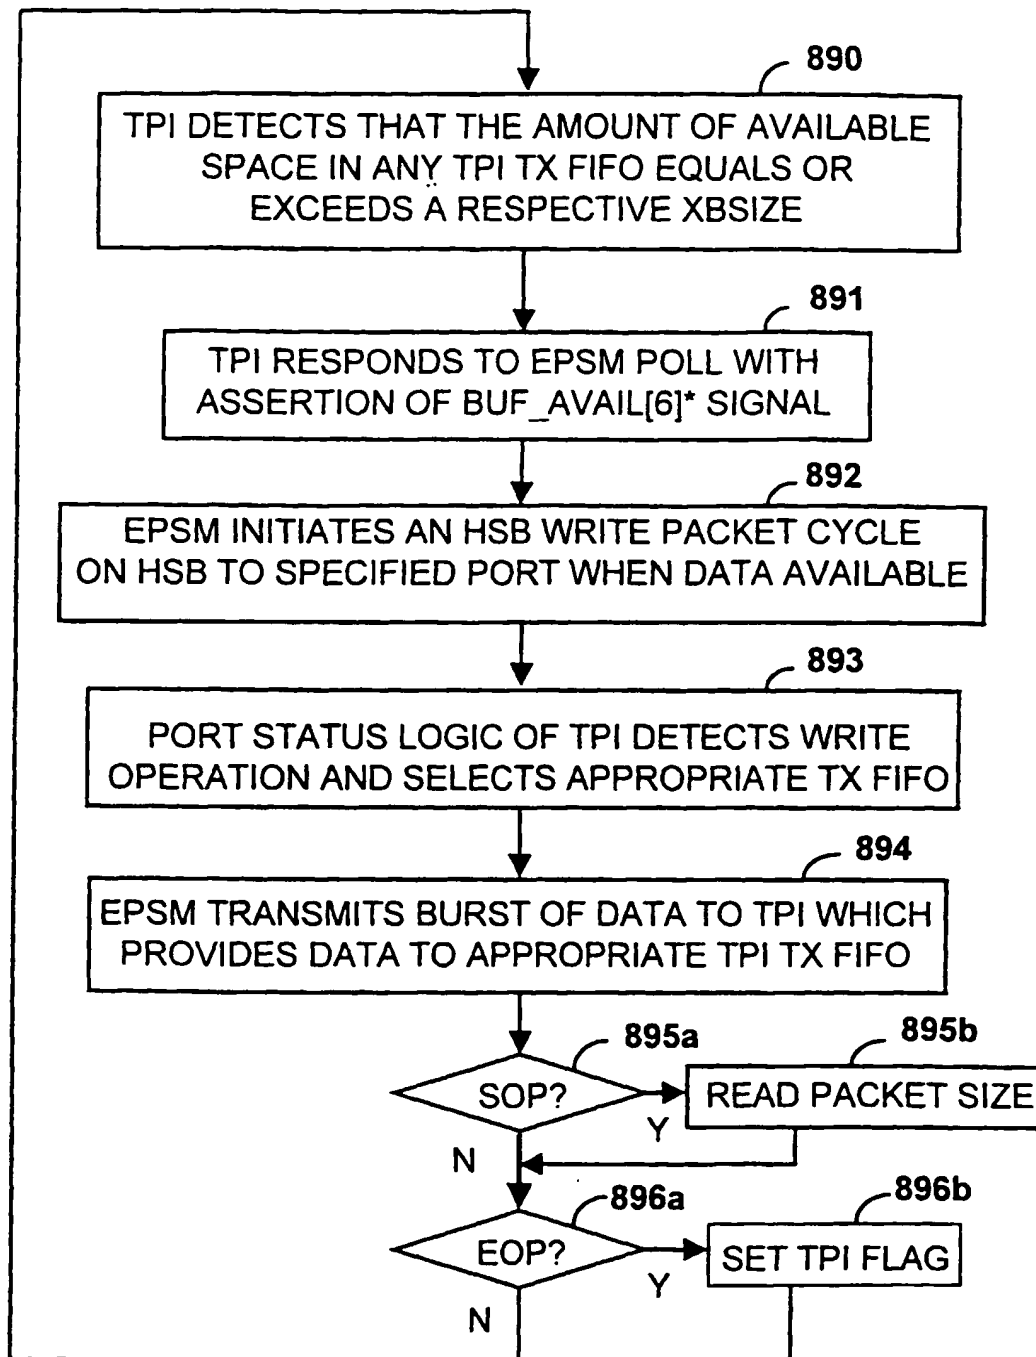 890
TPI DETECTS THAT THE AMOUNT OF AVAILABLE
SPACE IN ANY TPI TX FIFO EQUALS OR
EXCEEDS A RESPECTIVE XBSIZE
891
TPI RESPONDS TO EPSM POLL WITH
ASSERTION OF BUF_AVAIL[6]* SIGNAL
892
EPSM INITIATES AN HSB WRITE PACKET CYCLE
ON HSB TO SPECIFIED PORT WHEN DATA AVAILABLE
893
PORT STATUS LOGIC OF TPI DETECTS WRITE
OPERATION AND SELECTS APPROPRIATE TX FIFO
894
EPSM TRANSMITS BURST OF DATA TO TPI WHICH
PROVIDES DATA TO APPROPRIATE TPI TX FIFO
895a
895b
SOP?
Y
READ PACKET SIZE
N
896a
896b
EOP?
Y
SET TPI FLAG
N